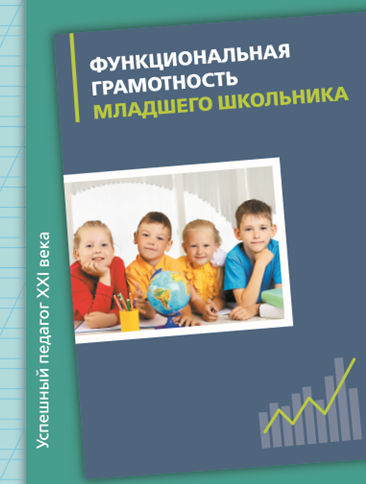 ФУНКЦИОНАЛЬНАЯ
ГРАМОТНОСТЬ
МЛАДШЕГО ШКОЛЬНИКА
Успешный педагог XXI века